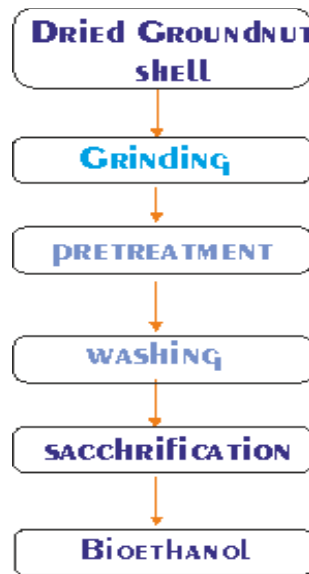 Dried Groundnut
shell
Grinding
pretreatment
washing
sacchrification
Bioethanol